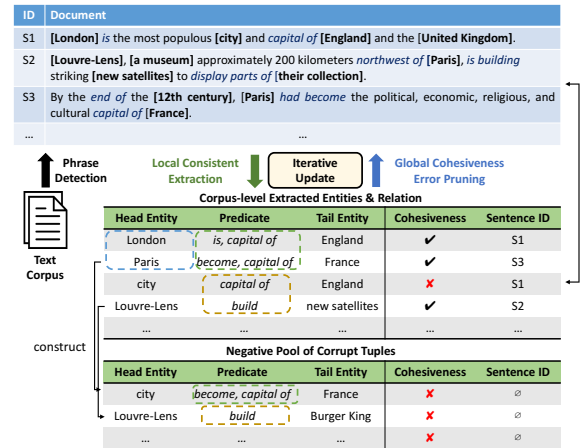 ID Document
S1 [London] is the most populous [city] and capital of [England] and the [United Kingdom].
S2 [Louvre-Lens], [a museum] approximately 200 kilometers northwest of [Paris], is building
striking [new satellites] to display parts of [their collection].
S3 By the end of the [12th century], [Paris] had become the political, economic, religious, and
cultural capital of [France].
... ...
Phrase
Detection
Local Consistent
Extraction
Iterative
Update
Global Cohesiveness
Error Pruning
Text
Corpus
Corpus-level Extracted Entities & Relation
Head Entity Predicate Tail Entity Cohesiveness Sentence ID
London is, capital of England ✔ S1
Paris become, capital of France ✔ S3
city capital of England ✘ S1
Louvre-Lens build new satellites ✔ S2
... ... ... ... ...
construct
Negative Pool of Corrupt Tuples
Head Entity Predicate Tail Entity Cohesiveness Sentence ID
city become, capital of France ✘ ∅
Louvre-Lens build Burger King ✘ ∅
... ... ... ✘ ∅